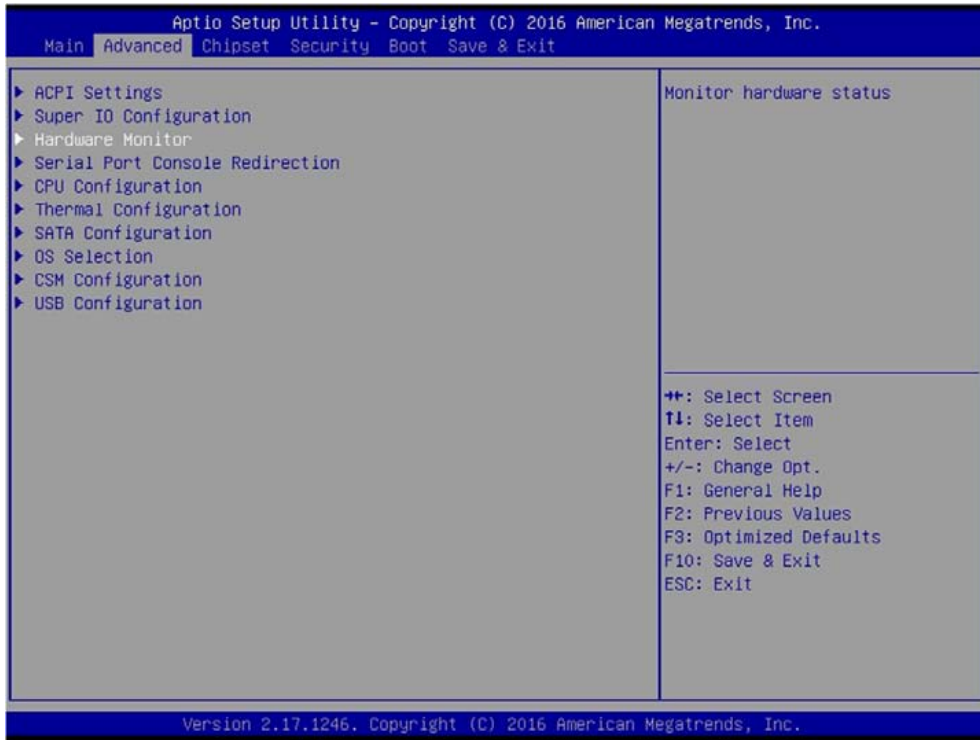 Aptio Setup Utility – Copyright (C) 2016 American Megatrends, Inc.
Main Advanced Chipset Security Boot Save & Exit
ACPI Settings
Super IO Configuration
Hardware Monitor
Serial Port Console Redirection
CPU Configuration
Thermal Configuration
SATA Configuration
OS Selection
CSM Configuration
USB Configuration
Monitor hardware status
→←: Select Screen
↑↓: Select Item
Enter: Select
+/-: Change Opt.
F1: General Help
F2: Previous Values
F3: Optimized Defaults
F10: Save & Exit
ESC: Exit
Version 2.17.1246. Copyright (C) 2016 American Megatrends, Inc.